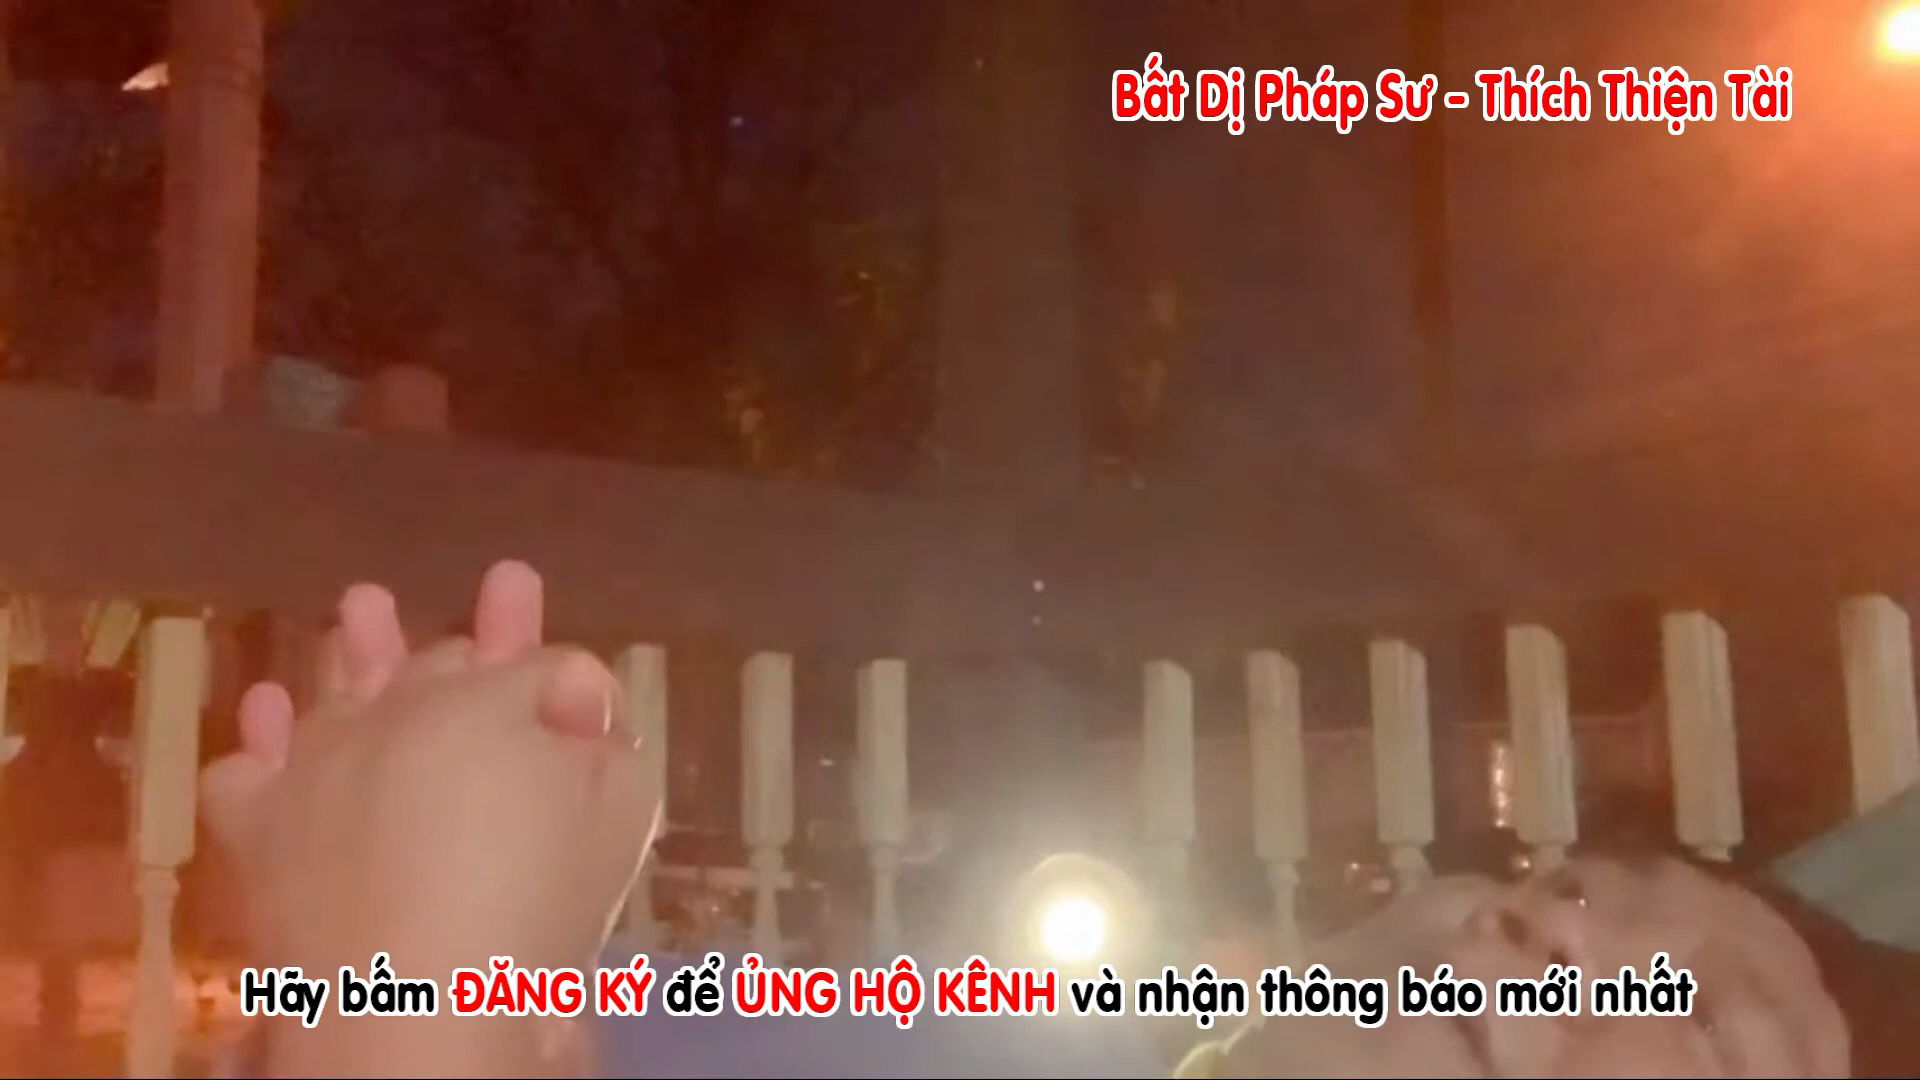 Bất Dị Pháp Sư - Thích Thiện Tài
Hãy bấm ĐĂNG KÝ để ỦNG HỘ KÊNH và nhận thông báo mới nhất